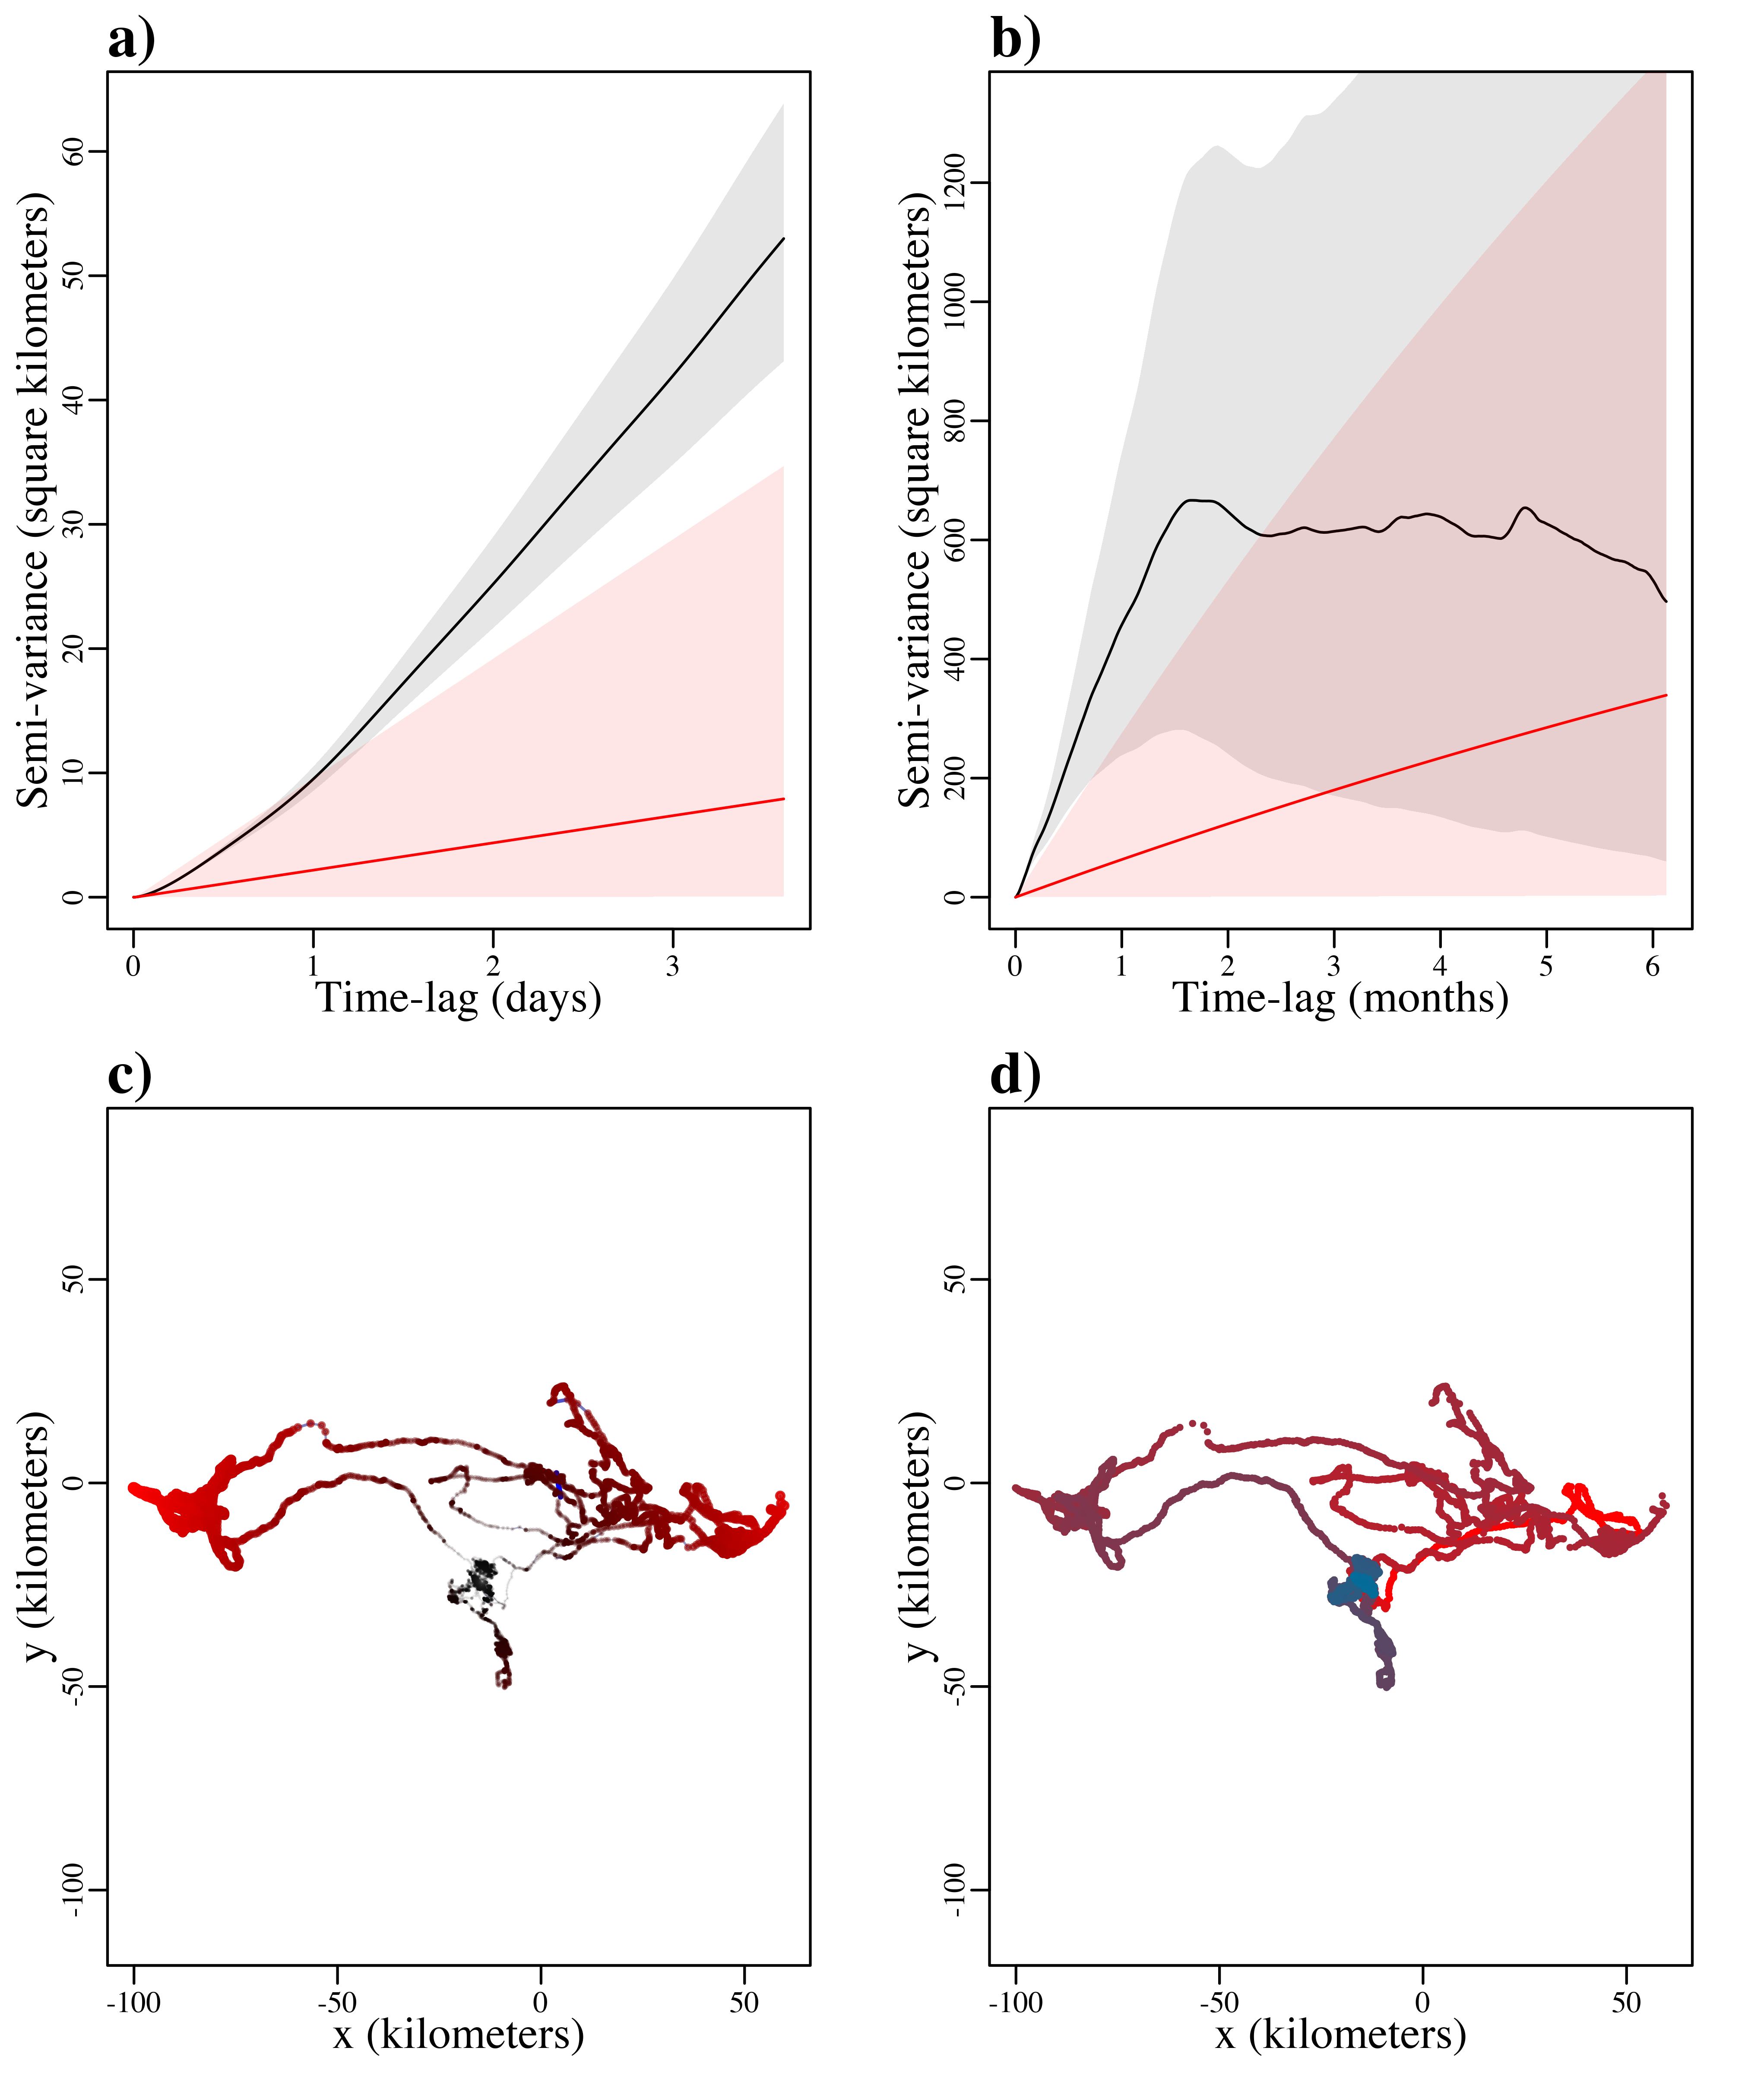 a)
Semi-variance (square kilometers)
0 10 20 30 40 50 60
0 1 2 3
Time-lag (days)
b)
Semi-variance (square kilometers)
0 200 400 600 800 1000 1200
0 1 2 3 4 5 6
Time-lag (months)
c)
y (kilometers)
-100 -50 0 50
-100 -50 0 50
x (kilometers)
d)
y (kilometers)
-100 -50 0 50
-100 -50 0 50
x (kilometers)